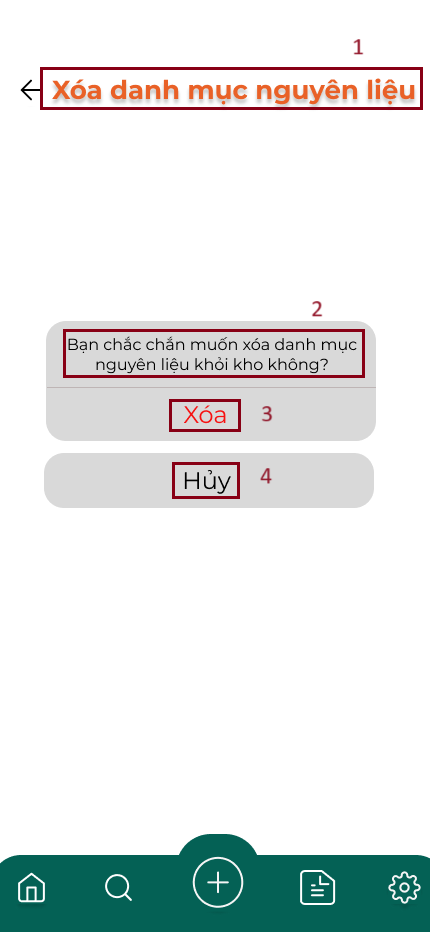 1
Xóa danh mục nguyên liệu
2
Bạn chắc chắn muốn xóa danh mục
nguyên liệu khỏi kho không?
Xóa 3
Hủy 4